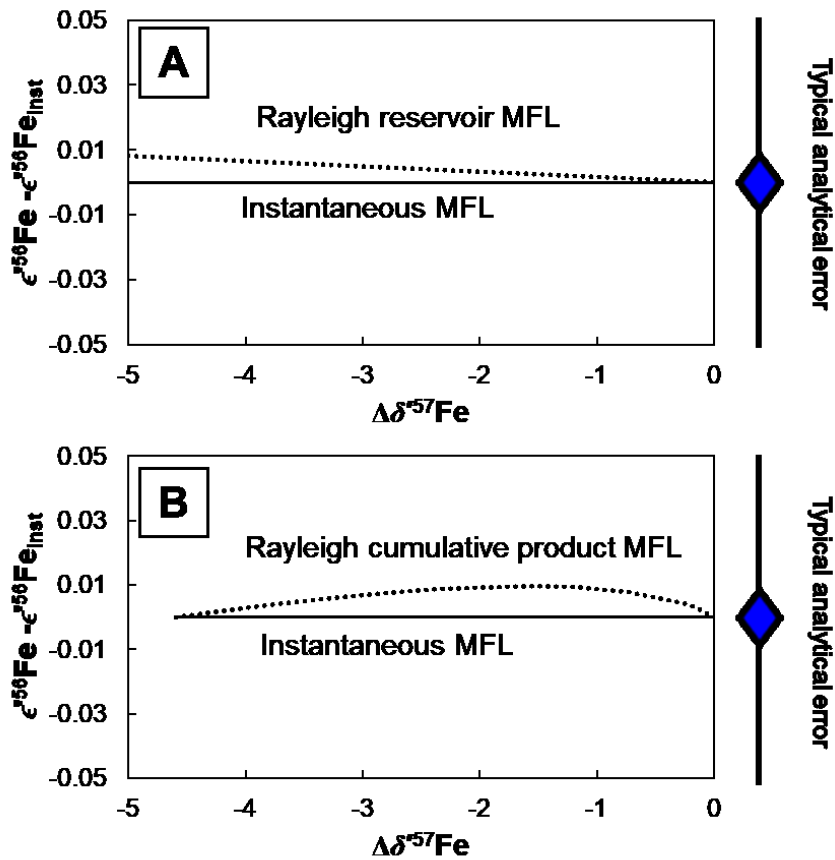 A
0.05
0.03
0.01
-0.01
-0.03
-0.05
ϵ'⁵⁶Fe -ϵ'⁵⁶Fe_Inst
Rayleigh reservoir MFL
Instantaneous MFL
-5 -4 -3 -2 -1 0
Δδ'⁵⁷Fe
Typical analytical error
B
0.05
0.03
0.01
-0.01
-0.03
-0.05
ϵ'⁵⁶Fe -ϵ'⁵⁶Fe_Inst
Rayleigh cumulative product MFL
Instantaneous MFL
-5 -4 -3 -2 -1 0
Δδ'⁵⁷Fe
Typical analytical error